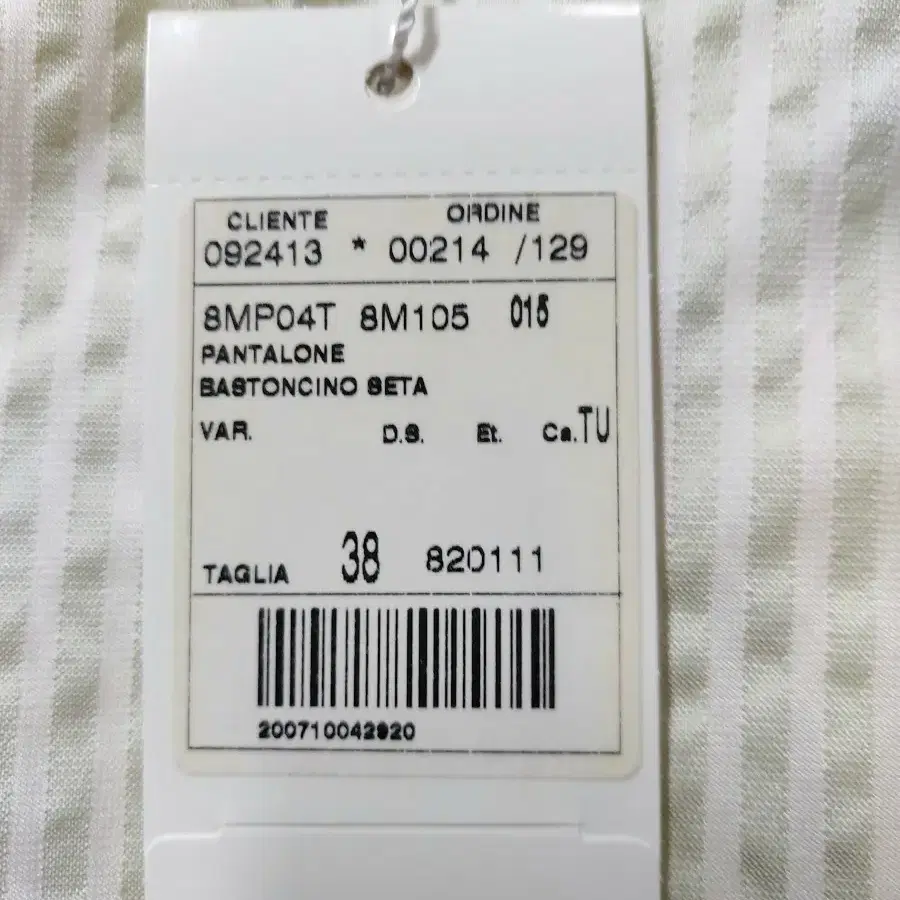 CLIENTE ORDINE
092413 * 00214 /129
8MP04T 8M105 015
PANTALONE
BASTONCINO SETA
VAR. D.S. Et. Ca.TU
TAGLIA 38 820111
200710042920